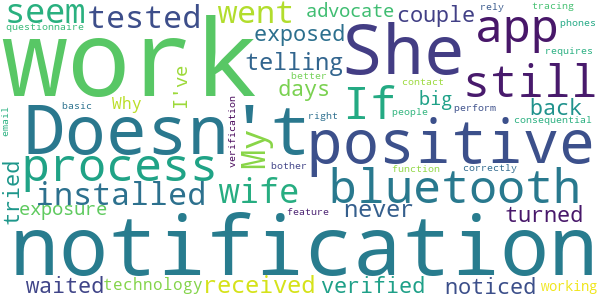 seem tested went advocate couple rely tracing
questionnaire exposed phones
work She app
telling better requires
days contact still
I've If big back
basic Why people consequential
Doesn't My right perform
email verification positive
process bother function correctly
tried installed wife bluetooth
exposure feature never turned
notification
waited technology received verified noticed working